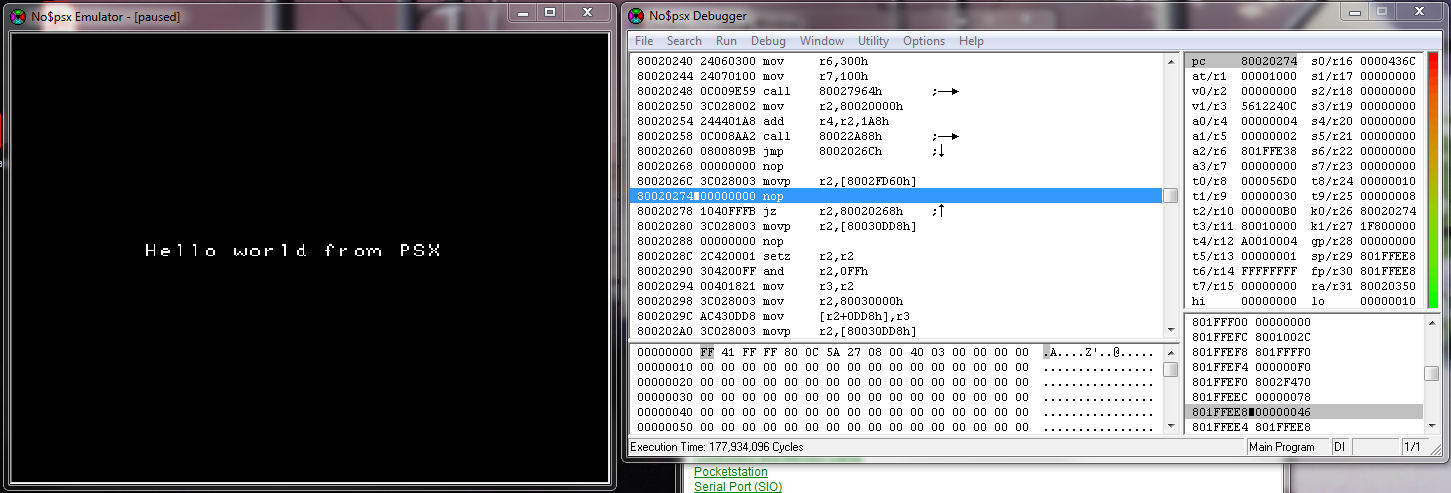 No$psx Emulator - [paused]
Hello world from PSX
No$psx Debugger
File Search Run Debug Window Utility Options Help
80020240 24060300 mov r6,300h
80020244 24070100 mov r7,100h
80020248 0C009E59 call 80027964h ;→
80020250 3C028002 mov r2,80020000h
80020254 244401A8 add r4,r2,1A8h
80020258 0C008AA2 call 80022A88h ;→
80020260 0800809B jmp 8002026Ch ;↓
80020268 00000000 nop
8002026C 3C028003 movp r2,[8002FD60h]
80020274 00000000 nop
80020278 1040FFFB jz r2,80020268h ;↑
80020280 3C028003 movp r2,[80030DD8h]
80020288 00000000 nop
8002028C 2C420001 setz r2,r2
80020290 304200FF and r2,0FFh
80020294 00401821 mov r3,r2
80020298 3C028003 mov r2,80030000h
8002029C AC430DD8 mov [r2+0DD8h],r3
800202A0 3C028003 movp r2,[80030DD8h]
pc 80020274 s0/r16 0000436C
at/r1 00001000 s1/r17 00000000
v0/r2 00000000 s2/r18 00000000
v1/r3 5612240C s3/r19 00000000
a0/r4 00000004 s4/r20 00000000
a1/r5 00000002 s5/r21 00000000
a2/r6 801FFE38 s6/r22 00000000
a3/r7 00000000 s7/r23 00000000
t0/r8 000056D0 t8/r24 00000010
t1/r9 00000030 t9/r25 00000008
t2/r10 000000B0 k0/r26 80020274
t3/r11 80010000 k1/r27 1F800000
t4/r12 A0010004 gp/r28 00000000
t5/r13 00000001 sp/r29 801FFEE8
t6/r14 FFFFFFFF fp/r30 801FFEE8
t7/r15 00000000 ra/r31 80020350
hi 00000000 lo 00000010
00000000 FF 41 FF FF 80 0C 5A 27 08 00 40 03 00 00 00 00 .A....Z'..@.....
00000010 00 00 00 00 00 00 00 00 00 00 00 00 00 00 00 00 ................
00000020 00 00 00 00 00 00 00 00 00 00 00 00 00 00 00 00 ................
00000030 00 00 00 00 00 00 00 00 00 00 00 00 00 00 00 00 ................
00000040 00 00 00 00 00 00 00 00 00 00 00 00 00 00 00 00 ................
00000050 00 00 00 00 00 00 00 00 00 00 00 00 00 00 00 00 ................
801FFF00 00000000
801FFEFC 8001002C
801FFEF8 801FFFF0
801FFEF4 000000F0
801FFEF0 8002F470
801FFEEC 00000078
801FFEE8 00000046
801FFEE4 801FFEE8
Execution Time: 177,934,096 Cycles
Main Program
DI
1/1
Pocketstation
Serial Port (SIO)